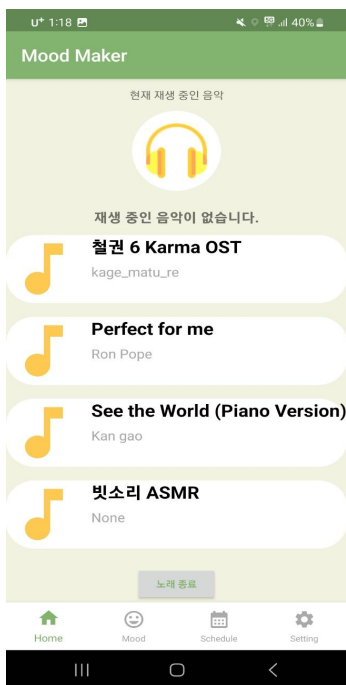 U+ 1:18
40%
Mood Maker
현재 재생 중인 음악
재생 중인 음악이 없습니다.
철권 6 Karma OST
kage_matu_re
Perfect for me
Ron Pope
See the World (Piano Version)
Kan gao
빗소리 ASMR
None
노래 종료
Home Mood Schedule Setting